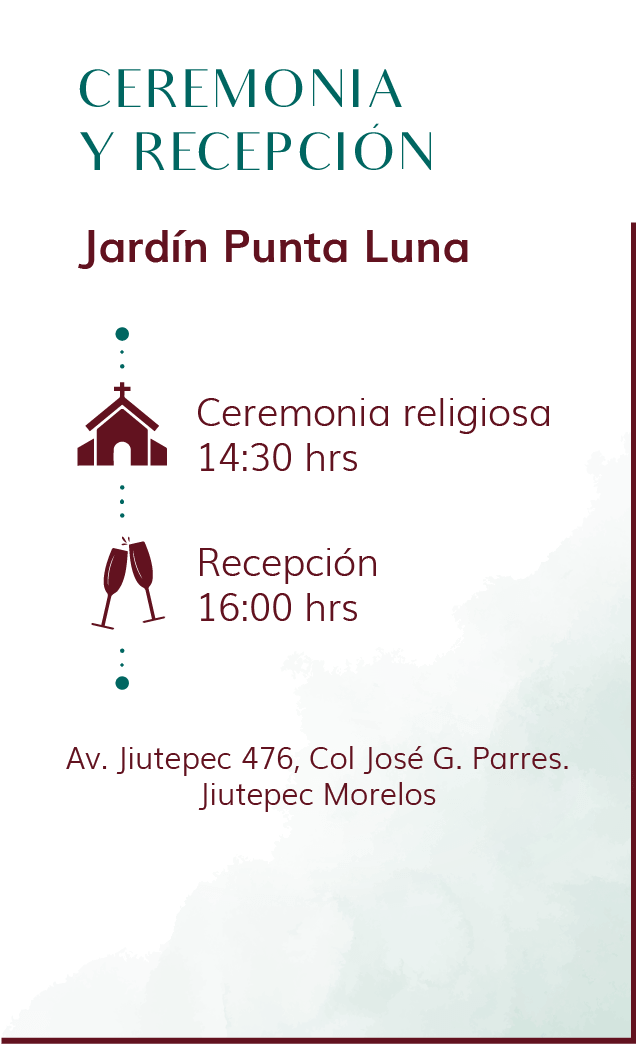 CEREMONIA
Y RECEPCIÓN
Jardín Punta Luna
Ceremonia religiosa
14:30 hrs
Recepción
16:00 hrs
Av. Jiutepec 476, Col José G. Parres.
Jiutepec Morelos